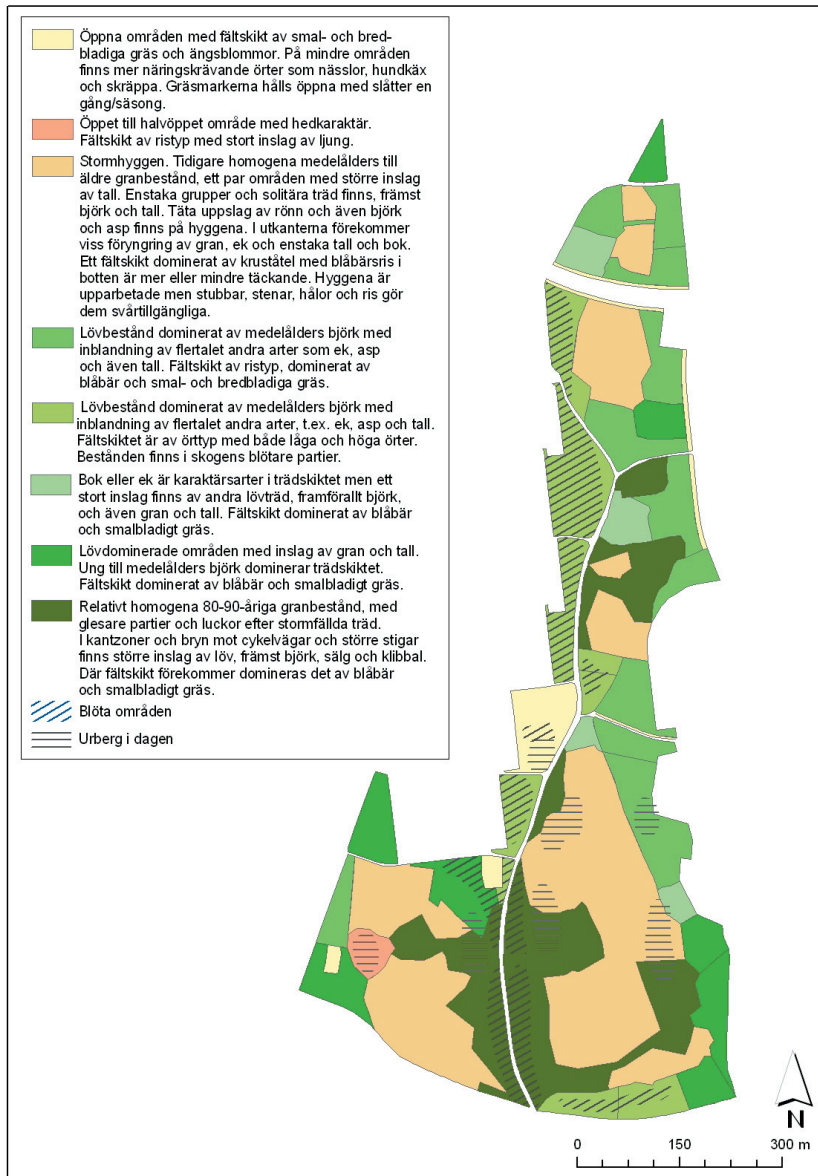 Öppna områden med fältskikt av smal- och bred-
bladiga gräs och ängsblommor. På mindre områden
finns mer näringskrävande örter som nässlor, hundkäx
och skräppa. Gräsmarkerna hålls öppna med slåtter en
gång/säsong.
Öppet till halvöppet område med hedkaraktär.
Fältskikt av ristyp med stort inslag av ljung.
Stormhyggen. Tidigare homogena medelålders till
äldre granbestånd, ett par områden med större inslag
av tall. Enstaka grupper och solitära träd finns, främst
björk och tall. Täta uppslag av rönn och även björk
och asp finns på hyggena. I utkanterna förekommer
viss föryngring av gran, ek och enstaka tall och bok.
Ett fältskikt dominerat av kruståtel med blåbärsris i
botten är mer eller mindre täckande. Hyggena är
upparbetade men stubbar, stenar, hålor och ris gör
dem svårtillgängliga.
Lövbestånd dominerat av medelålders björk med
inblandning av flertalet andra arter som ek, asp
och även tall. Fältskikt av ristyp, dominerat av
blåbär och smal- och bredbladiga gräs.
Lövbestånd dominerat av medelålders björk med
inblandning av flertalet andra arter, t.ex. ek, asp och tall.
Fältskiktet är av örttyp med både låga och höga örter.
Bestånden finns i skogens blötare partier.
Bok eller ek är karaktärsarter i trädskiktet men ett
stort inslag finns av andra lövträd, framförallt björk,
och även gran och tall. Fältskikt dominerat av blåbär
och smalbladigt gräs.
Lövdominerade områden med inslag av gran och tall.
Ung till medelålders björk dominerar trädskiktet.
Fältskikt dominerat av blåbär och smalbladigt gräs.
Relativt homogena 80-90-åriga granbestånd, med
glesare partier och luckor efter stormfällda träd.
I kantzoner och bryn mot cykelvägar och större stigar
finns större inslag av löv, främst björk, sälg och klibbal.
Där fältskikt förekommer domineras det av blåbär
och smalbladigt gräs.
Blöta områden
Urberg i dagen
N
0 150 300 m